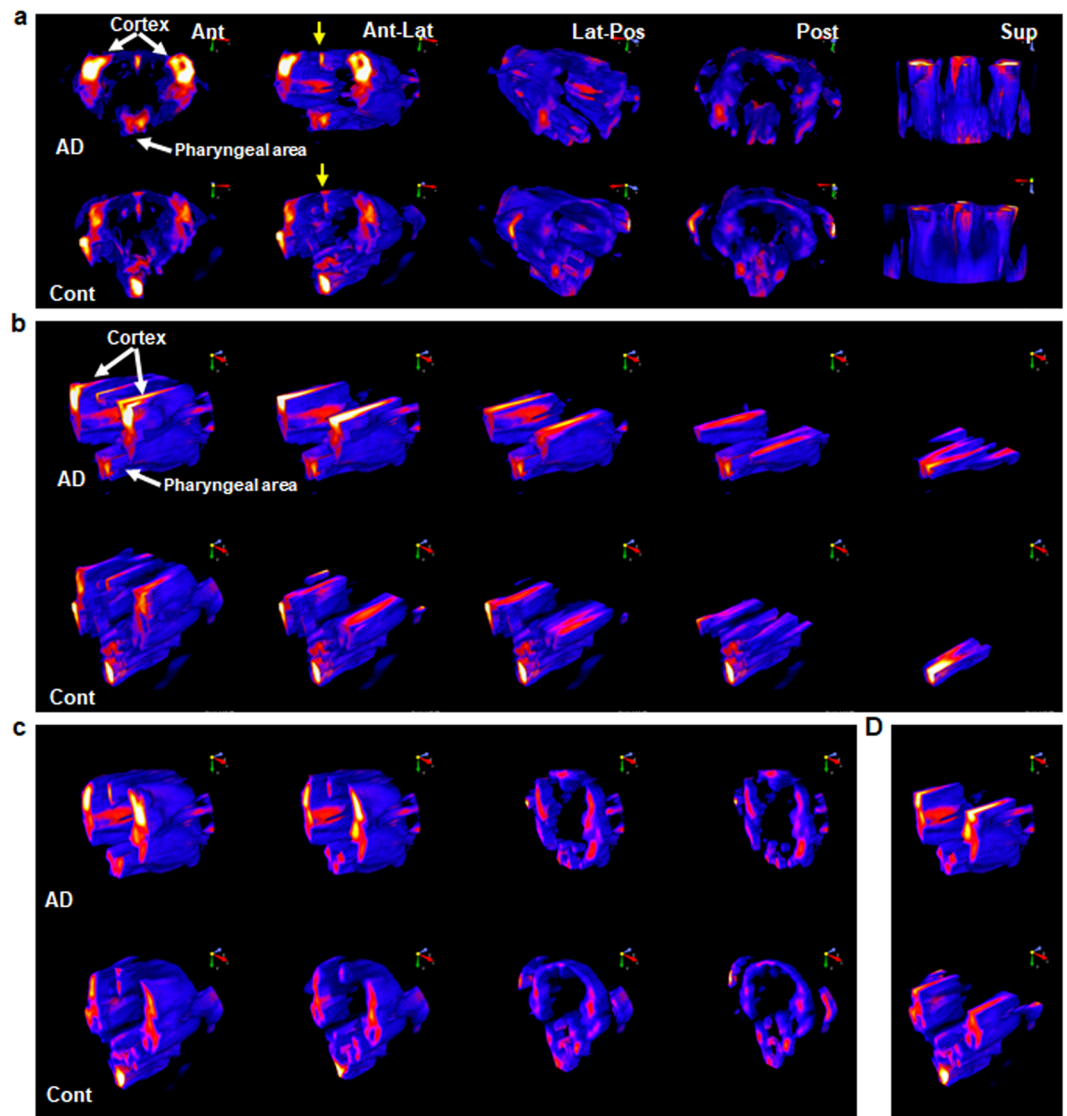 a
Cortex
Ant
Ant-Lat
Lat-Pos
Post
Sup
AD
Pharyngeal area
Cont
b
Cortex
AD
Pharyngeal area
Cont
c
D
AD
Cont